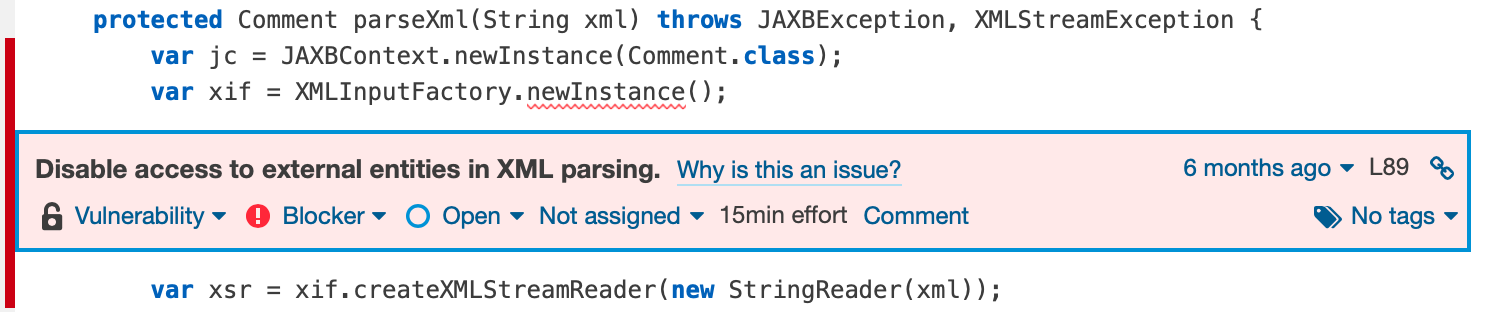 protected Comment parseXml(String xml) throws JAXBException, XMLStreamException {
var jc = JAXBContext.newInstance(Comment.class);
var xif = XMLInputFactory.newInstance();
Disable access to external entities in XML parsing. Why is this an issue? 6 months ago L89
Vulnerability Blocker Open Not assigned 15min effort Comment No tags
var xsr = xif.createXMLStreamReader(new StringReader(xml));